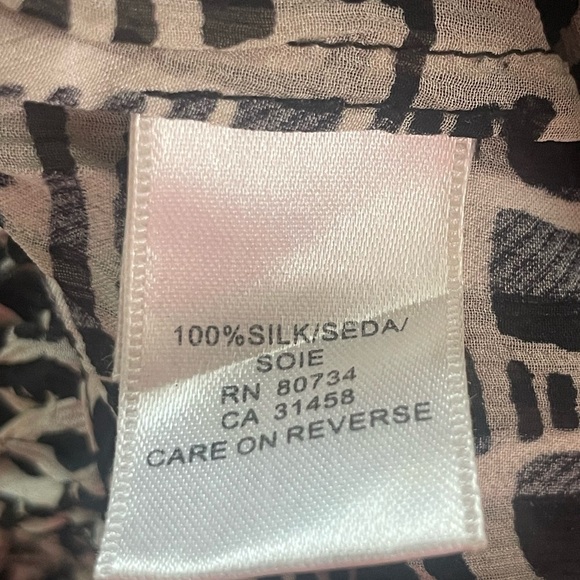 100%SILK/SEDA/
SOIE
RN 80734
CA 31458
CARE ON REVERSE